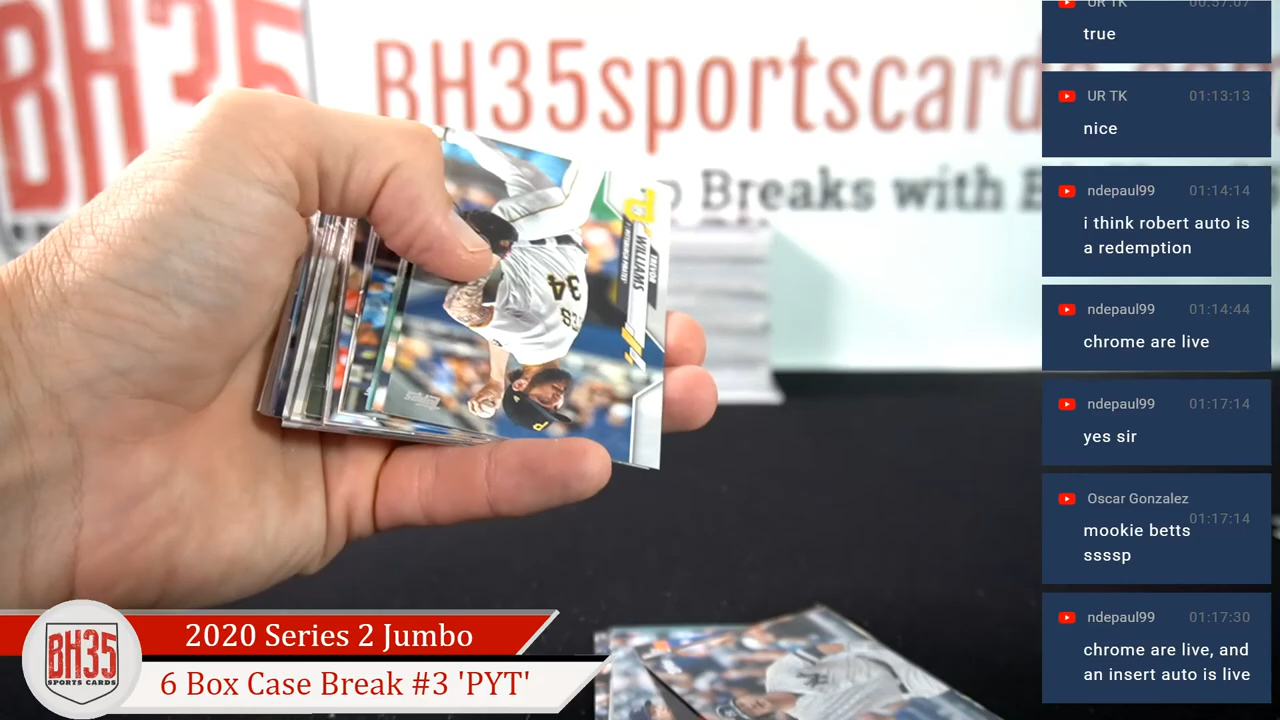 BH35
BH35sportscard
Breaks with
TREVOR
WILLIAMS
34
UR TK
true
UR TK 01:13:13
nice
ndepaul99 01:14:14
i think robert auto is
a redemption
ndepaul99 01:14:44
chrome are live
ndepaul99 01:17:14
yes sir
Oscar Gonzalez
01:17:14
mookie betts
ssssp
ndepaul99 01:17:30
chrome are live, and
an insert auto is live
BH35
SPORTS CARDS
2020 Series 2 Jumbo
6 Box Case Break #3 'PYT'